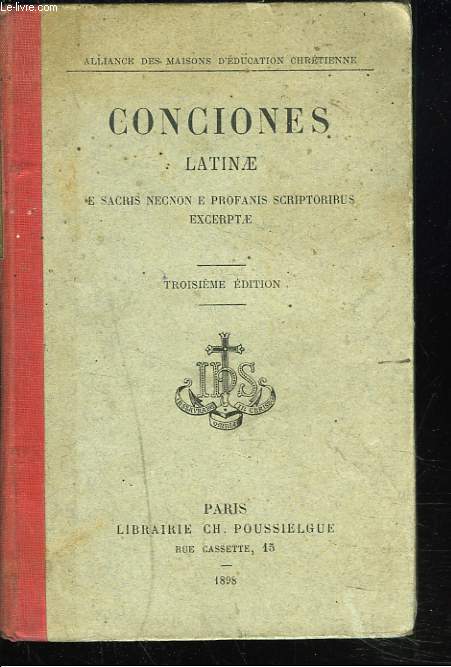 Le-livre.com
ALLIANCE DES MAISONS D'ÉDUCATION CHRÉTIENNE
CONCIONES
LATINÆ
E SACRIS NECNON E PROFANIS SCRIPTORIBUS
EXCERPTÆ
TROISIÈME ÉDITION
IHS
PARIS
LIBRAIRIE CH. POUSSIELGUE
RUE CASSETTE, 15
1898